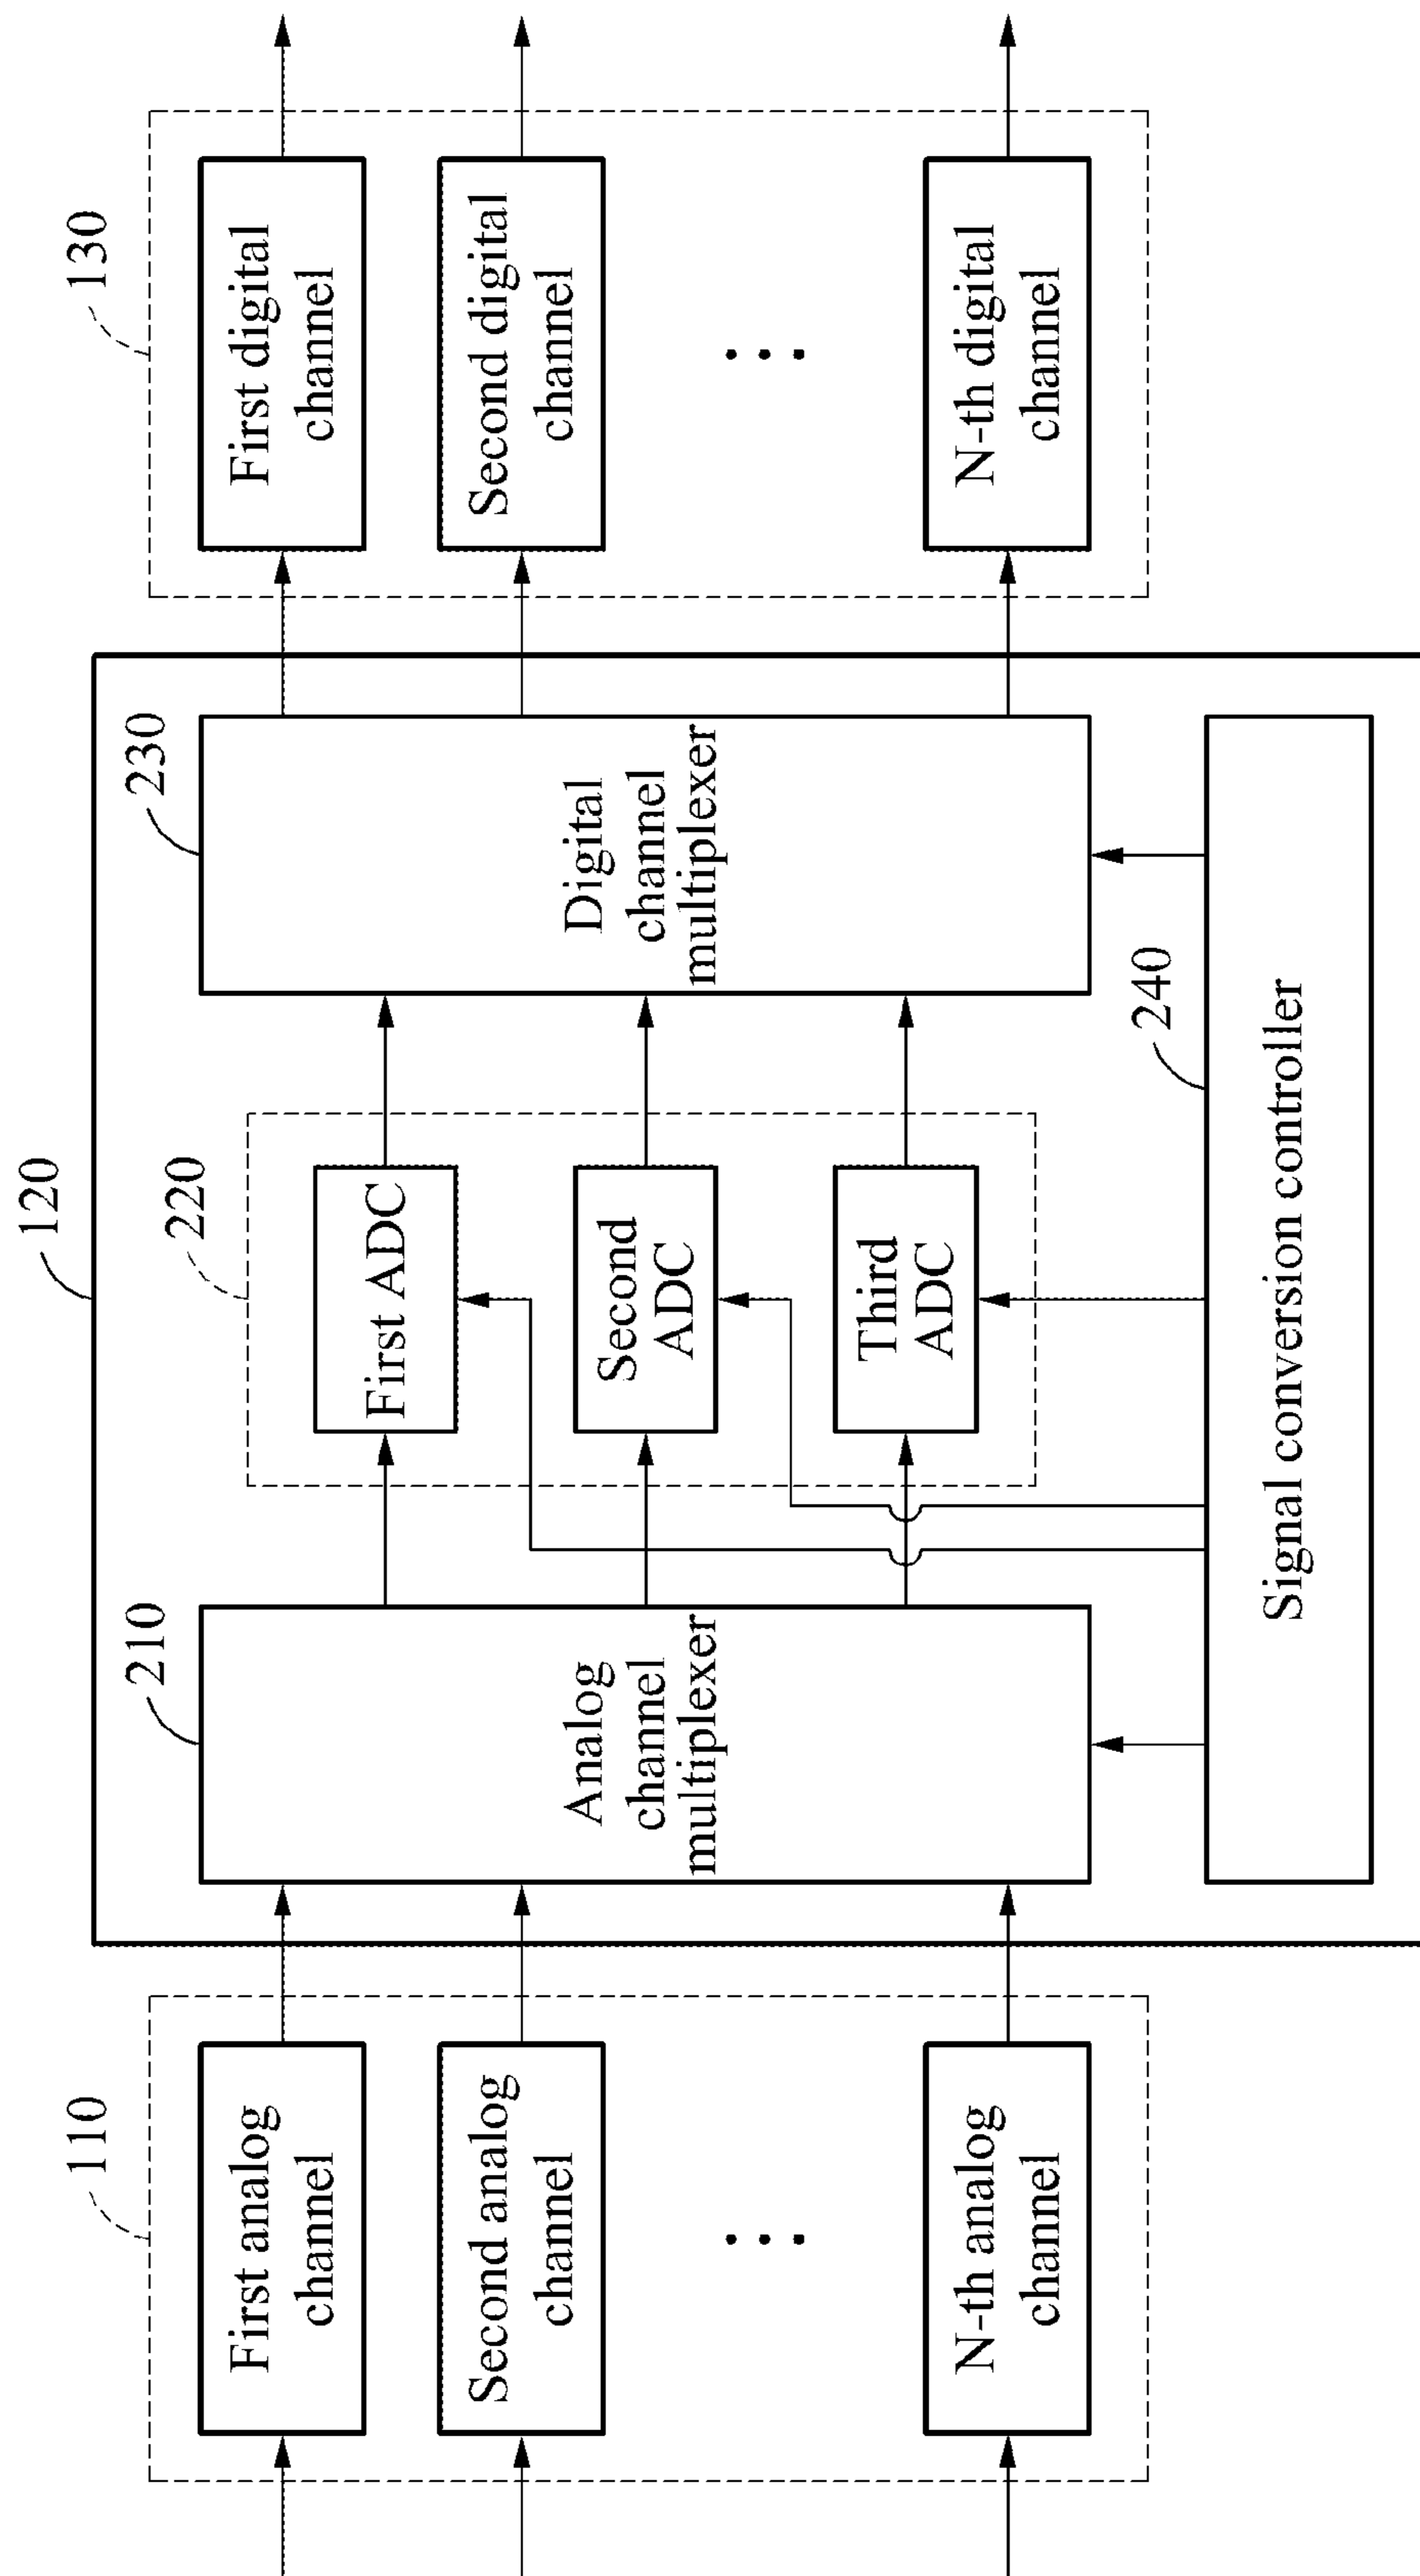 110
120
130
First analog
channel
Second analog
channel
...
N-th analog
channel
210
Analog
channel
multiplexer
220
First ADC
Second
ADC
Third
ADC
230
Digital
channel
multiplexer
240
Signal conversion controller
First digital
channel
Second digital
channel
...
N-th digital
channel